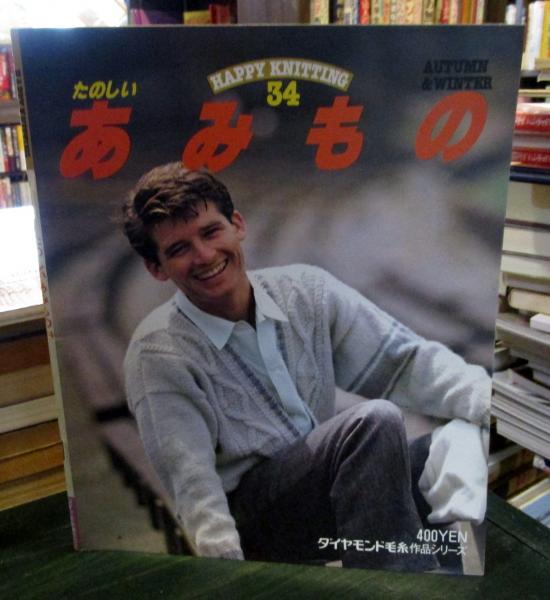 HAPPY KNITTING
34
AUTUMN
& WINTER
たのしい
あみもの
400YEN
ダイヤモンド毛糸作品シリーズ